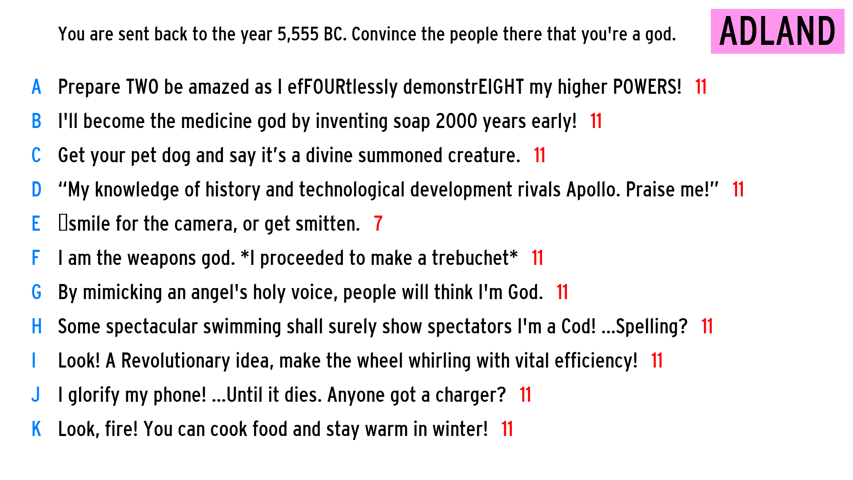 You are sent back to the year 5,555 BC. Convince the people there that you're a god.
ADLAND
A Prepare TWO be amazed as I efFOURtlessly demonstrEIGHT my higher POWERS! 11
B I'll become the medicine god by inventing soap 2000 years early! 11
C Get your pet dog and say it’s a divine summoned creature. 11
D “My knowledge of history and technological development rivals Apollo. Praise me!” 11
E ▯smile for the camera, or get smitten. 7
F I am the weapons god. *I proceeded to make a trebuchet* 11
G By mimicking an angel's holy voice, people will think I'm God. 11
H Some spectacular swimming shall surely show spectators I'm a Cod! ...Spelling? 11
I Look! A Revolutionary idea, make the wheel whirling with vital efficiency! 11
J I glorify my phone! ...Until it dies. Anyone got a charger? 11
K Look, fire! You can cook food and stay warm in winter! 11